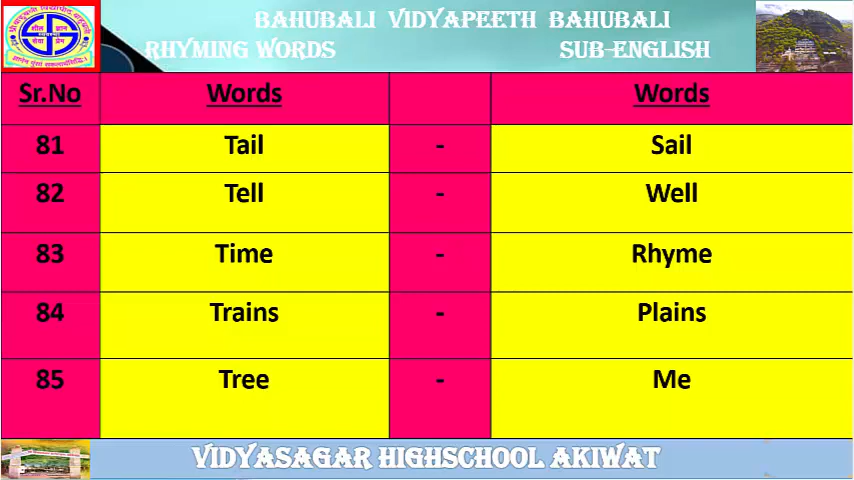 BAHUBALI VIDYAPEETH BAHUBALI
RHYMING WORDS SUB-ENGLISH
Sr.No Words Words
81 Tail - Sail
82 Tell - Well
83 Time - Rhyme
84 Trains - Plains
85 Tree - Me
VIDYASAGAR HIGHSCHOOL AKIWAT